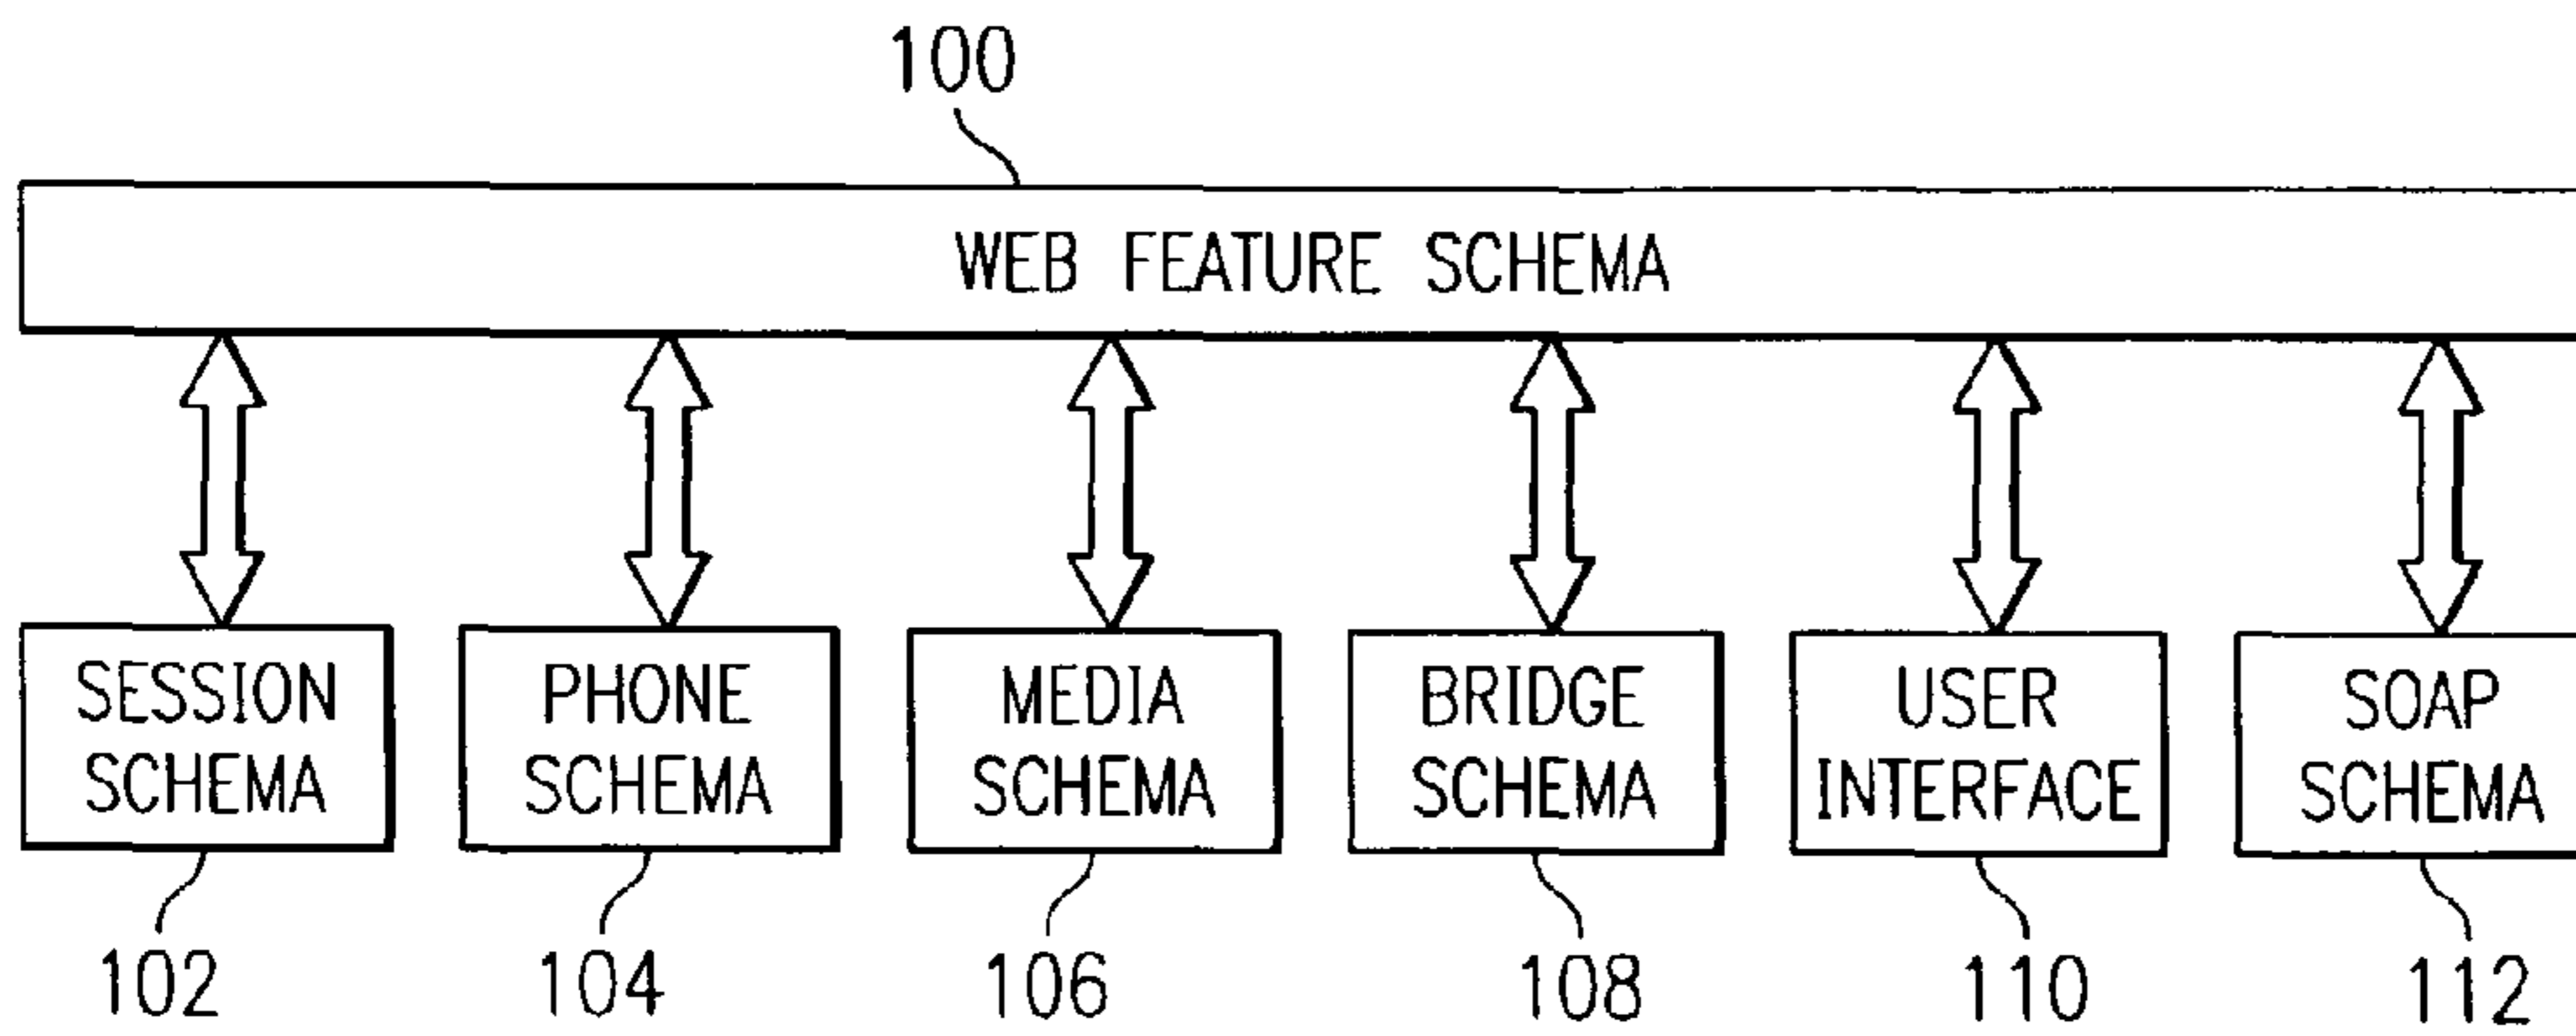 100
WEB FEATURE SCHEMA
SESSION
SCHEMA
PHONE
SCHEMA
MEDIA
SCHEMA
BRIDGE
SCHEMA
USER
INTERFACE
SOAP
SCHEMA
102
104
106
108
110
112